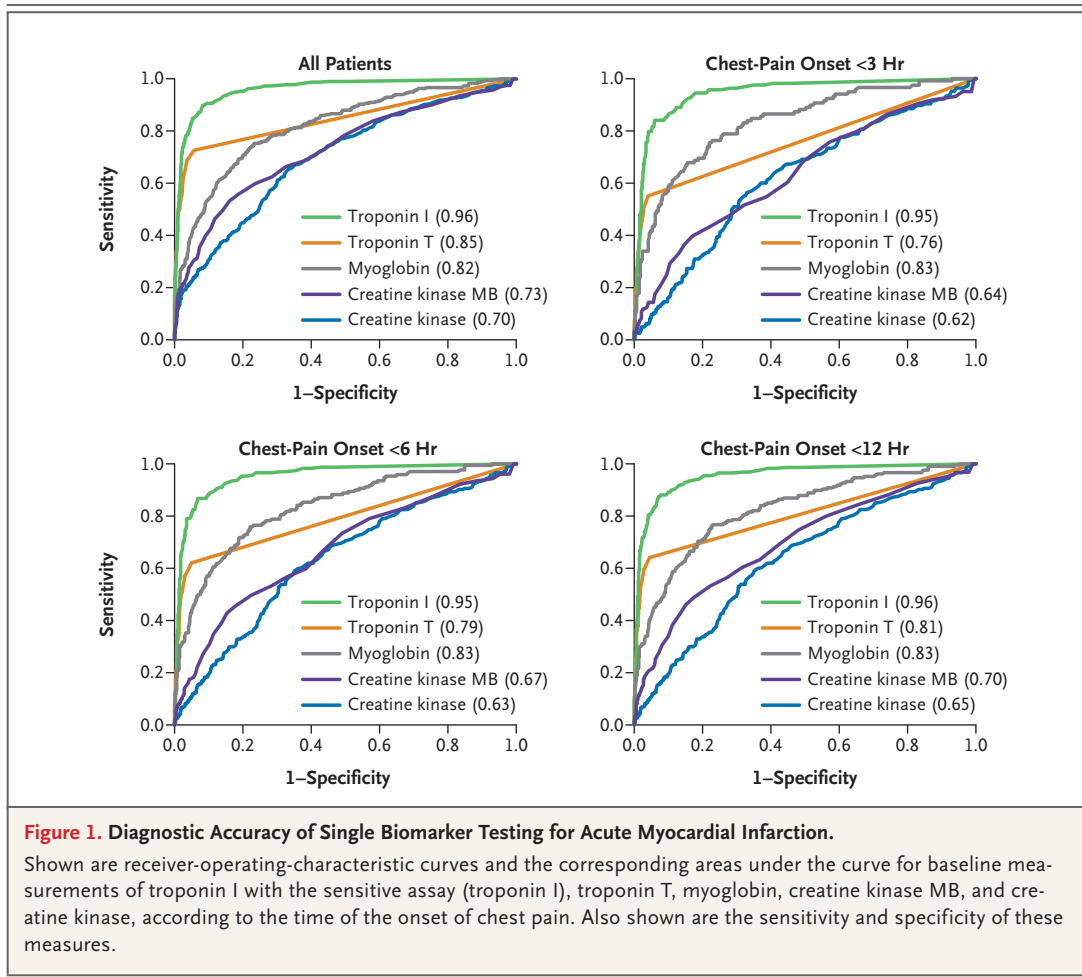 All Patients
1.0
0.8
0.6
0.4
0.2
0.0
Sensitivity
Troponin I (0.96)
Troponin T (0.85)
Myoglobin (0.82)
Creatine kinase MB (0.73)
Creatine kinase (0.70)
0.0 0.2 0.4 0.6 0.8 1.0
1–Specificity
Chest-Pain Onset <3 Hr
1.0
0.8
0.6
0.4
0.2
0.0
Troponin I (0.95)
Troponin T (0.76)
Myoglobin (0.83)
Creatine kinase MB (0.64)
Creatine kinase (0.62)
0.0 0.2 0.4 0.6 0.8 1.0
1–Specificity
Chest-Pain Onset <6 Hr
1.0
0.8
0.6
0.4
0.2
0.0
Sensitivity
Troponin I (0.95)
Troponin T (0.79)
Myoglobin (0.83)
Creatine kinase MB (0.67)
Creatine kinase (0.63)
0.0 0.2 0.4 0.6 0.8 1.0
1–Specificity
Chest-Pain Onset <12 Hr
1.0
0.8
0.6
0.4
0.2
0.0
Troponin I (0.96)
Troponin T (0.81)
Myoglobin (0.83)
Creatine kinase MB (0.70)
Creatine kinase (0.65)
0.0 0.2 0.4 0.6 0.8 1.0
1–Specificity
Figure 1. Diagnostic Accuracy of Single Biomarker Testing for Acute Myocardial Infarction.
Shown are receiver-operating-characteristic curves and the corresponding areas under the curve for baseline mea-
surements of troponin I with the sensitive assay (troponin I), troponin T, myoglobin, creatine kinase MB, and cre-
atine kinase, according to the time of the onset of chest pain. Also shown are the sensitivity and specificity of these
measures.